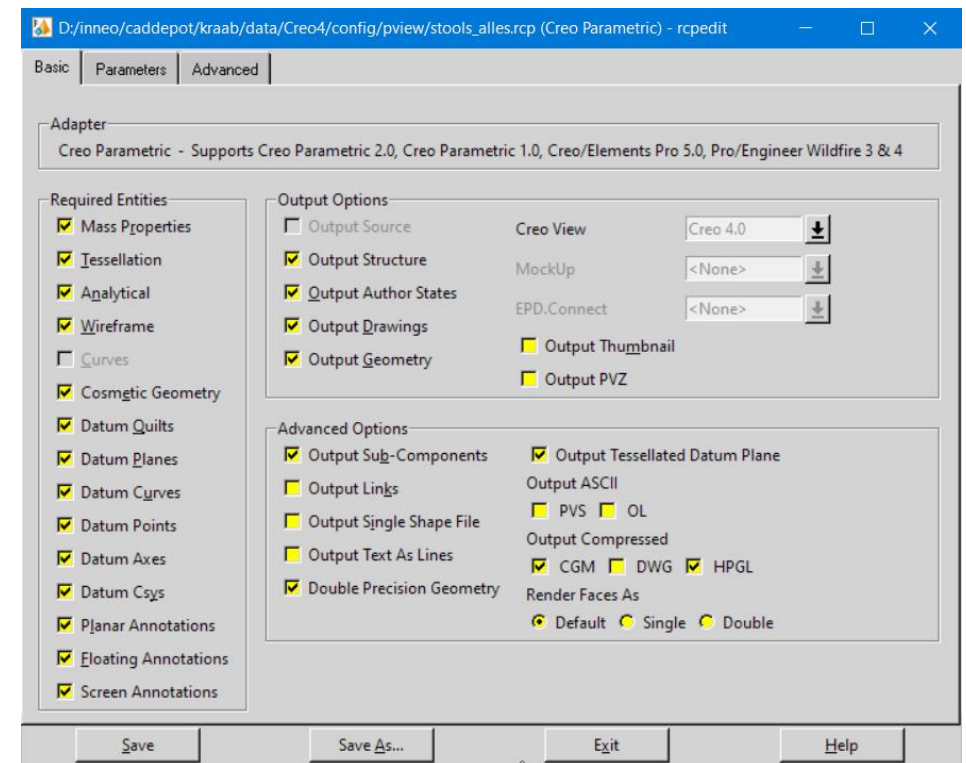 D:/inneo/caddepot/kraab/data/Creo4/config/pview/stools_alles.rcp (Creo Parametric) - rcpedit
Basic Parameters Advanced
Adapter
Creo Parametric - Supports Creo Parametric 2.0, Creo Parametric 1.0, Creo/Elements Pro 5.0, Pro/Engineer Wildfire 3 & 4
Required Entities
Mass Properties
Tessellation
Analytical
Wireframe
Curves
Cosmetic Geometry
Datum Quilts
Datum Planes
Datum Curves
Datum Points
Datum Axes
Datum Csys
Planar Annotations
Floating Annotations
Screen Annotations
Output Options
Output Source
Output Structure
Output Author States
Output Drawings
Output Geometry
Creo View Creo 4.0
MockUp <None>
EPD.Connect <None>
Output Thumbnail
Output PVZ
Advanced Options
Output Sub-Components
Output Links
Output Single Shape File
Output Text As Lines
Double Precision Geometry
Output Tessellated Datum Plane
Output ASCII
PVS OL
Output Compressed
CGM DWG HPGL
Render Faces As
Default Single Double
Save Save As... Exit Help